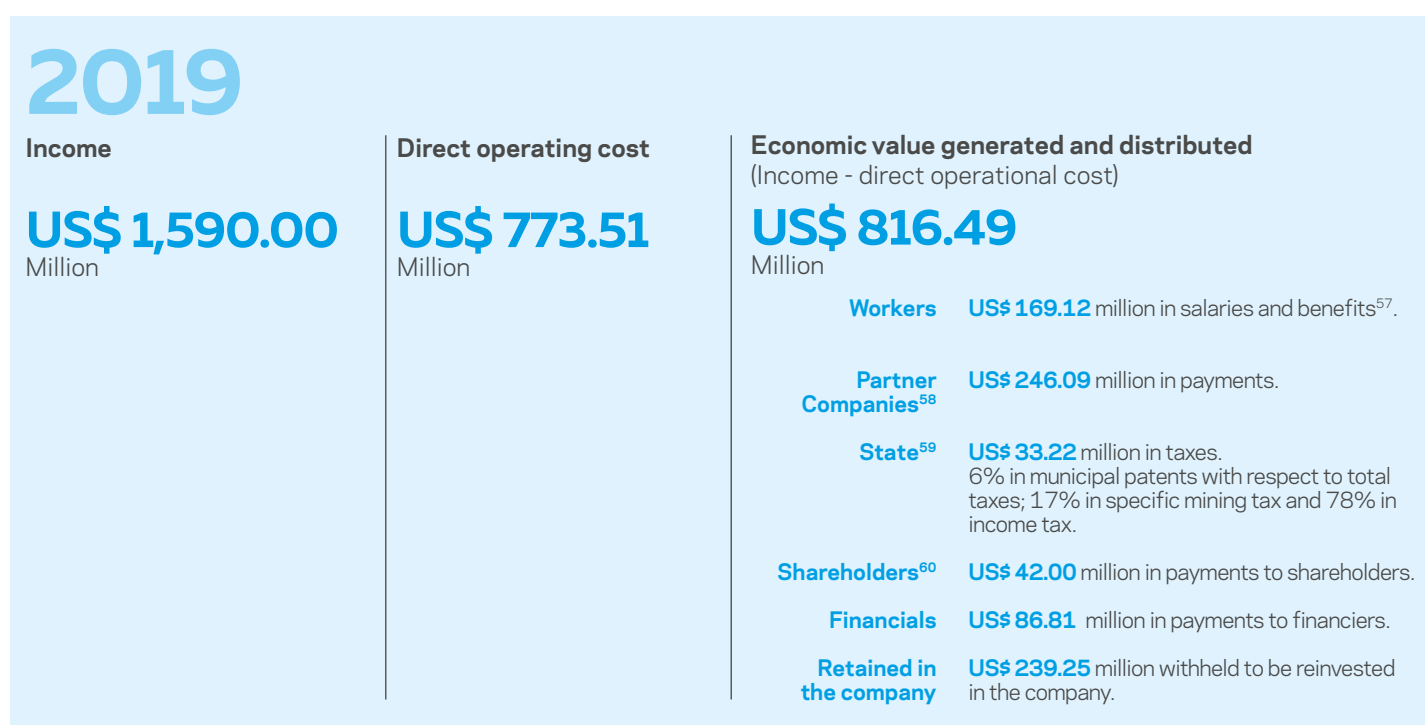 2019
Income
US$ 1,590.00
Million
Direct operating cost
US$ 773.51
Million
Economic value generated and distributed
(Income - direct operational cost)
US$ 816.49
Million
Workers US$ 169.12 million in salaries and benefits57.
Partner US$ 246.09 million in payments.
Companies58
State59 US$ 33.22 million in taxes.
6% in municipal patents with respect to total
taxes; 17% in specific mining tax and 78% in
income tax.
Shareholders60 US$ 42.00 million in payments to shareholders.
Financials US$ 86.81 million in payments to financiers.
Retained in US$ 239.25 million withheld to be reinvested
the company in the company.